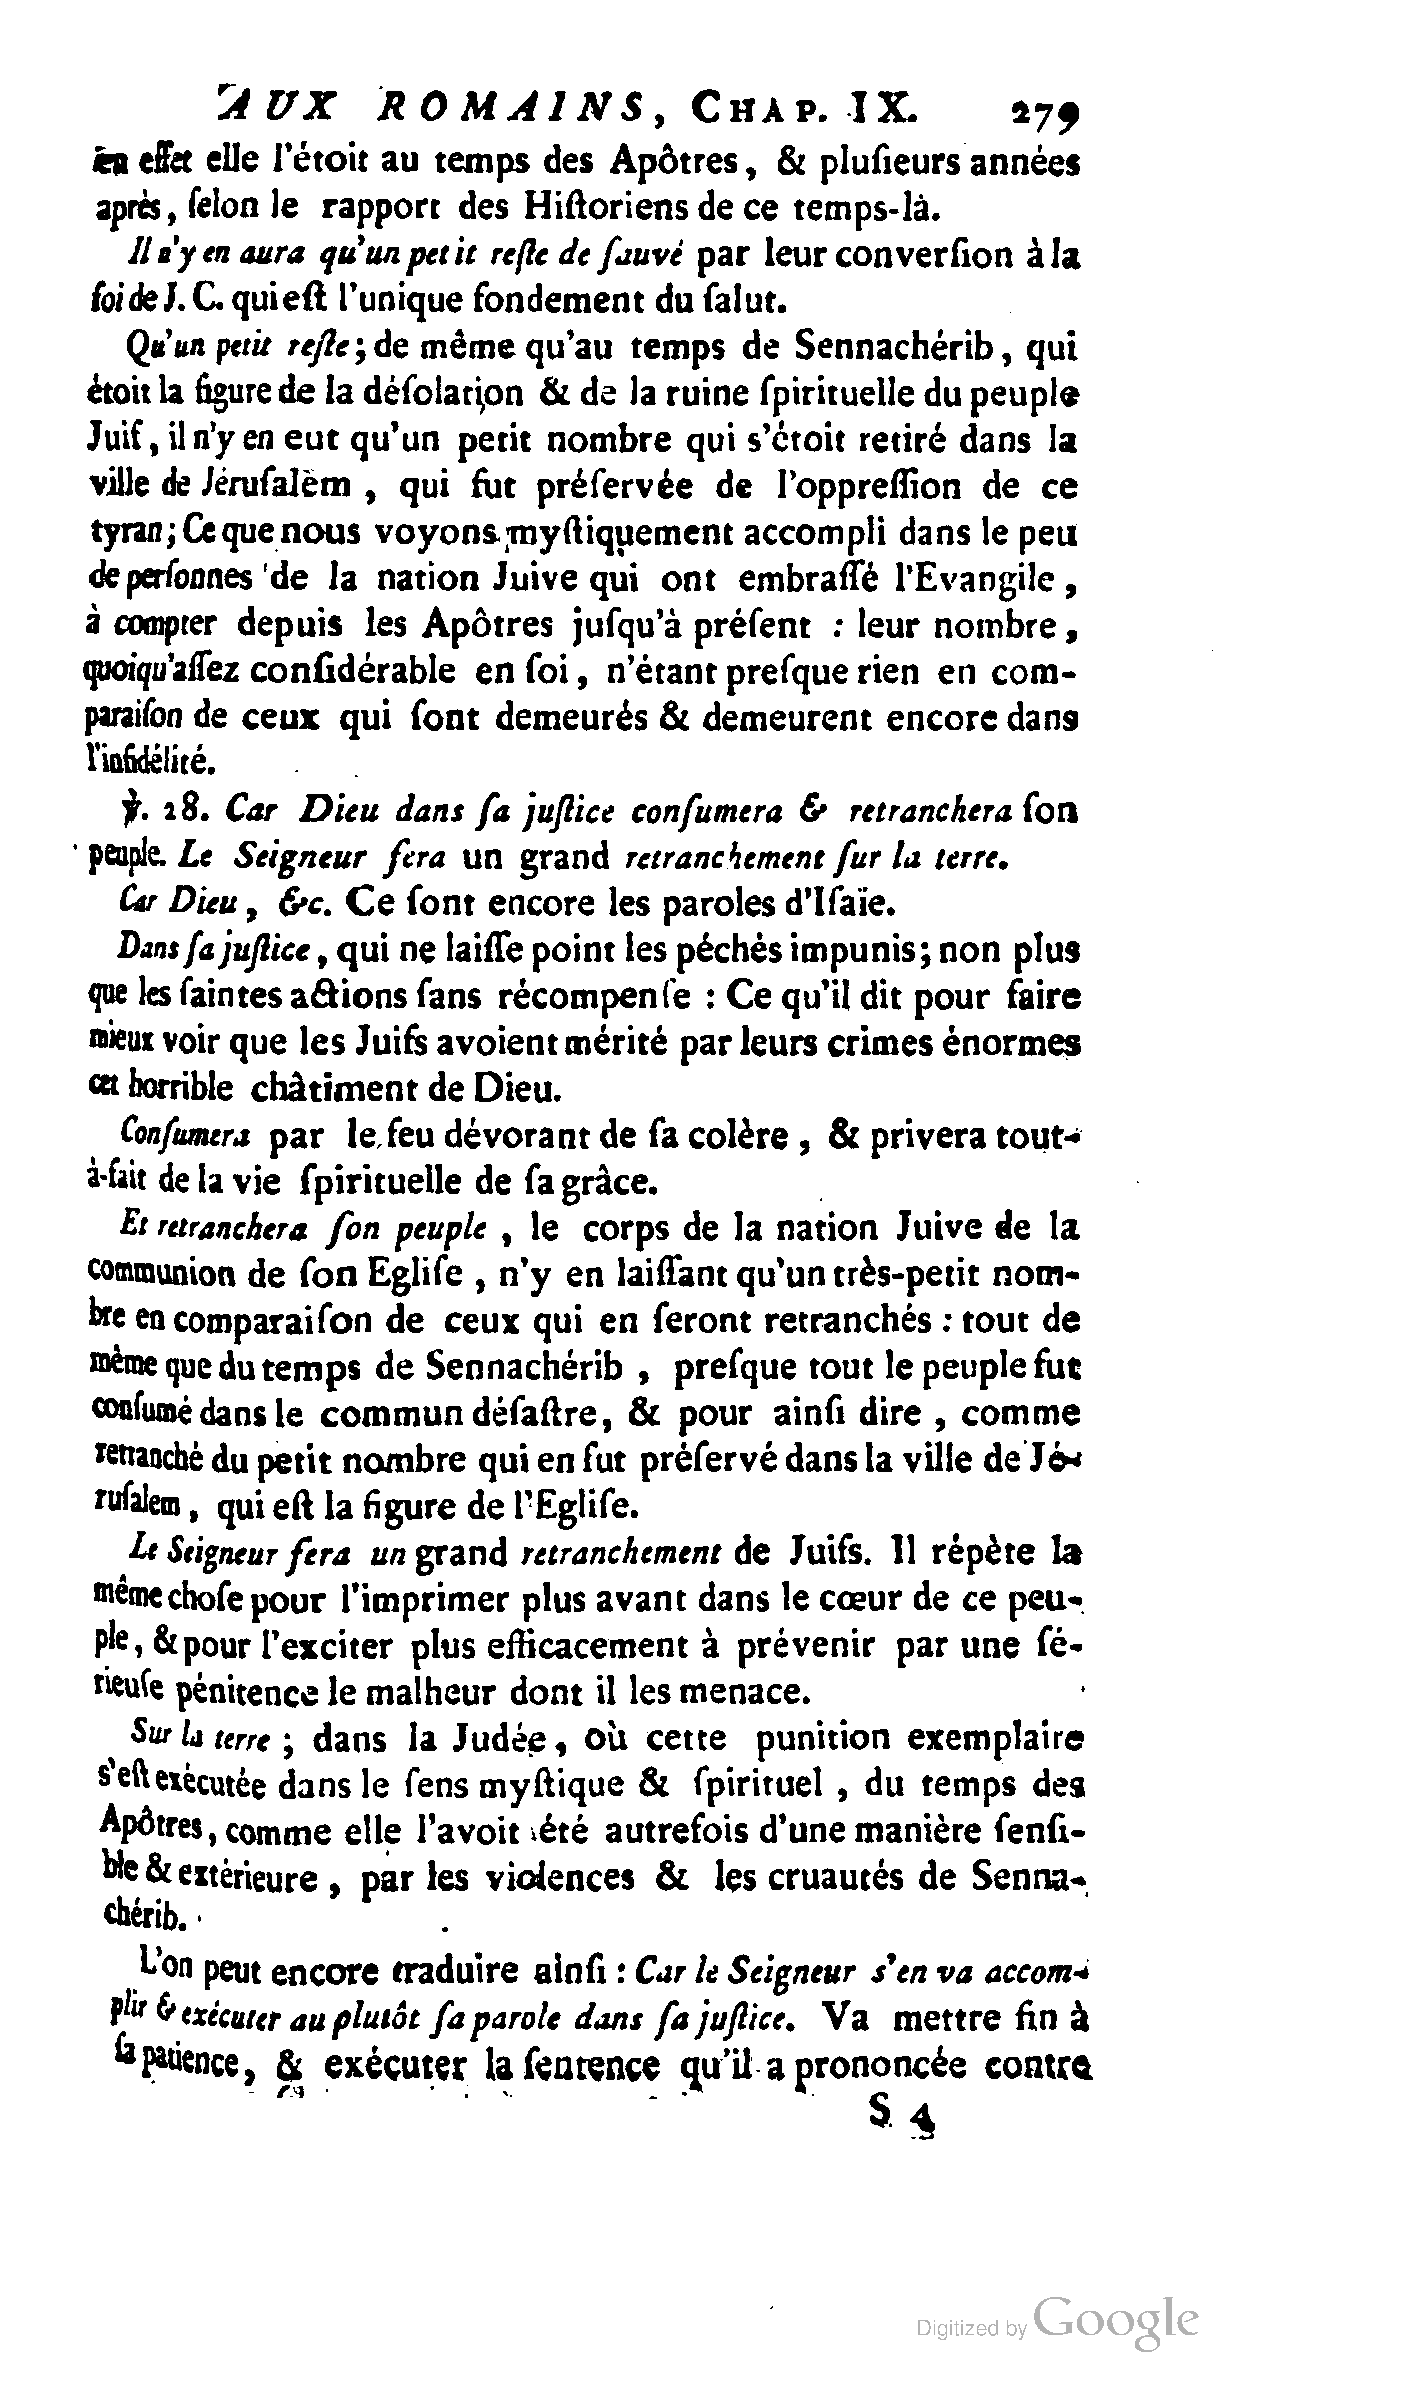 AUX ROMAINS, CHAP. IX. 279
en effet elle l'étoit au temps des Apôtres, & pluſieurs années
après, ſelon le rapport des Hiſtoriens de ce temps-là.
Il n'y en aura qu'un petit reſte de ſauvé par leur converſion à la
foi de J. C. qui eſt l'unique fondement du ſalut.
Qu'un petit reſte; de même qu'au temps de Sennachérib, qui
étoit la figure de la déſolation & de la ruine ſpirituelle du peuple
Juif, il n'y en eut qu'un petit nombre qui s'étoit retiré dans la
ville de Jéruſalèm, qui fut préſervée de l'oppreſſion de ce
tyran; Ce que nous voyons myſtiquement accompli dans le peu
de perſonnes de la nation Juive qui ont embraſſé l'Evangile,
à compter depuis les Apôtres juſqu'à préſent : leur nombre,
quoiqu'aſſez conſidérable en ſoi, n'étant preſque rien en com-
paraiſon de ceux qui ſont demeurés & demeurent encore dans
l'infidélité.
℣. 28. Car Dieu dans ſa juſtice conſumera & retranchera ſon
peuple. Le Seigneur fera un grand retranchement ſur la terre.
Car Dieu, &c. Ce ſont encore les paroles d'Iſaïe.
Dans ſa juſtice, qui ne laiſſe point les péchés impunis; non plus
que les ſaintes actions ſans récompenſe : Ce qu'il dit pour faire
mieux voir que les Juifs avoient mérité par leurs crimes énormes
cet horrible châtiment de Dieu.
Conſumera par le feu dévorant de ſa colère, & privera tout-
à-fait de la vie ſpirituelle de ſa grâce.
Et retranchera ſon peuple, le corps de la nation Juive de la
communion de ſon Egliſe, n'y en laiſſant qu'un très-petit nom-
bre en comparaiſon de ceux qui en ſeront retranchés : tout de
même que du temps de Sennachérib, preſque tout le peuple fut
conſumé dans le commun déſaſtre, & pour ainſi dire, comme
retranché du petit nombre qui en fut préſervé dans la ville de Jé-
ruſalem, qui eſt la figure de l'Egliſe.
Le Seigneur fera un grand retranchement de Juifs. Il répète la
même choſe pour l'imprimer plus avant dans le cœur de ce peu-
ple, & pour l'exciter plus efficacement à prévenir par une ſé-
rieuſe pénitence le malheur dont il les menace.
Sur la terre; dans la Judée, où cette punition exemplaire
s'eſt exècutée dans le ſens myſtique & ſpirituel, du temps des
Apôtres, comme elle l'avoit été autrefois d'une manière ſenſi-
ble & extérieure, par les violences & les cruautés de Senna-
chérib.
L'on peut encore traduire ainſi : Car le Seigneur s'en va accom-
plir & exécuter au plutôt ſa parole dans ſa juſtice. Va mettre fin à
ſa patience, & exécuter la ſentence qu'il a prononcée contre
S 4
Digitized by Google